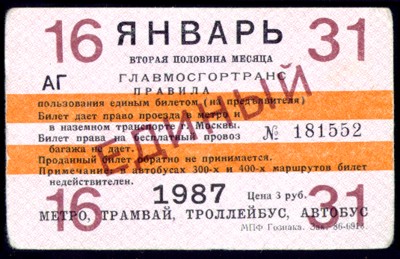 16 ЯНВАРЬ 31
ВТОРАЯ ПОЛОВИНА МЕСЯЦА
АГ ГЛАВМОСГОРТРАНС
ПРАВИЛА
пользования единым билетом (на предъявителя)
Билет дает право проезда в метро и
в наземном транспорте г. Москвы.
Билет права на бесплатный провоз
багажа не дает.
№ 181552
ЕДИНЫЙ
Проданный билет обратно не принимается.
Примечание: в автобусах 300-х и 400-х маршрутов билет
недействителен.
16 1987 Цена 3 руб. 31
МЕТРО, ТРАМВАЙ, ТРОЛЛЕЙБУС, АВТОБУС
МПФ Гознака. Зак. 86-6918